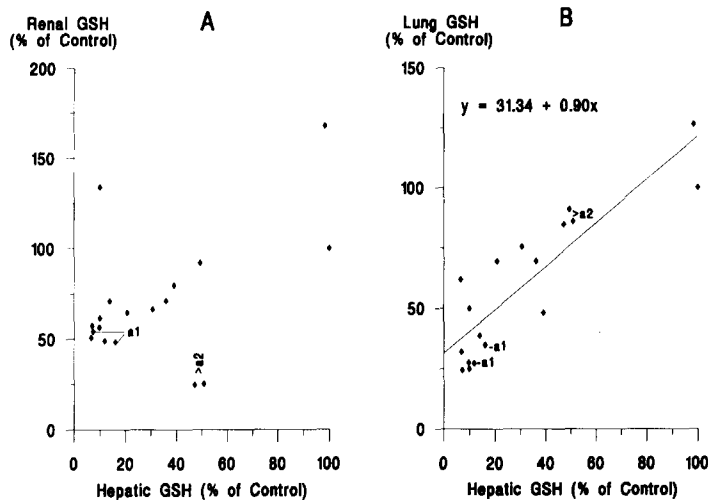 Renal GSH
(% of Control)
A
200
150
100
50
0
a1
>a2
0 20 40 60 80 100
Hepatic GSH (% of Control)
Lung GSH
(% of Control)
B
150
y = 31.34 + 0.90x
100
>a2
50
-a1
-a1
0
0 20 40 60 80 100
Hepatic GSH (% of Control)